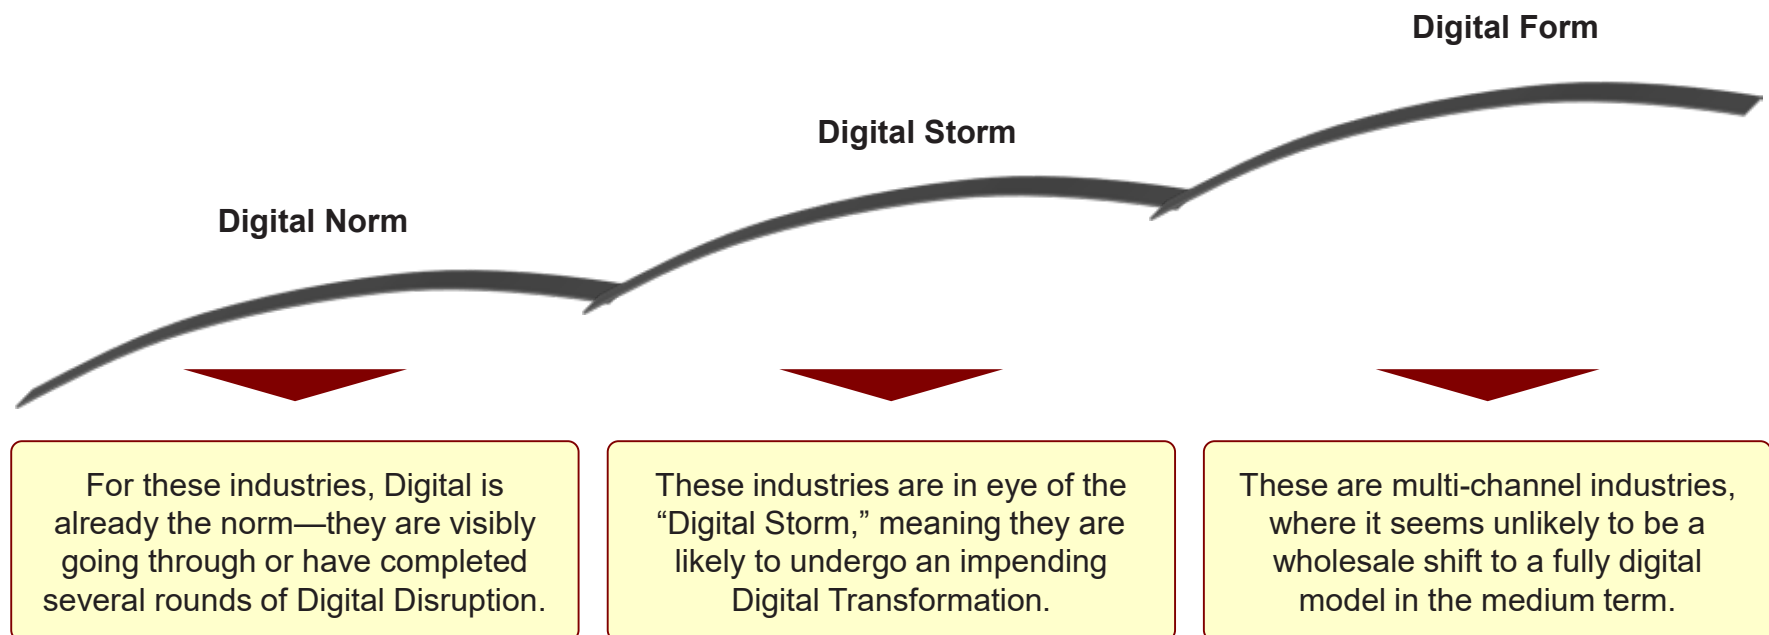 Digital Form
Digital Storm
Digital Norm
For these industries, Digital is
already the norm—they are visibly
going through or have completed
several rounds of Digital Disruption.
These industries are in eye of the
“Digital Storm,” meaning they are
likely to undergo an impending
Digital Transformation.
These are multi-channel industries,
where it seems unlikely to be a
wholesale shift to a fully digital
model in the medium term.